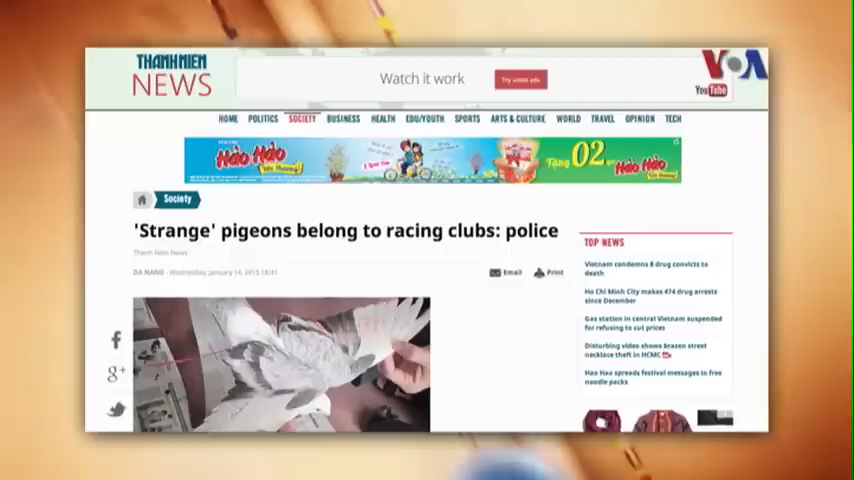 THANHNIEN
NEWS
Watch it work
VOA
YouTube
HOME POLITICS SOCIETY BUSINESS HEALTH EDU/YOUTH SPORTS ARTS & CULTURE WORLD TRAVEL OPINION TECH
Hảo Hảo
Tặng 02
Hảo Hảo
Society
'Strange' pigeons belong to racing clubs: police
Thanh Nien News
DA NANG - Wednesday, January 14, 2015 18:41
Email Print
TOP NEWS
Vietnam condemns 8 drug convicts to
death
Ho Chi Minh City makes 474 drug arrests
since December
Gas station in central Vietnam suspended
for refusing to cut prices
Disturbing video shows brazen street
necklace theft in HCMC
Hao Hao spreads festival messages in free
noodle packs